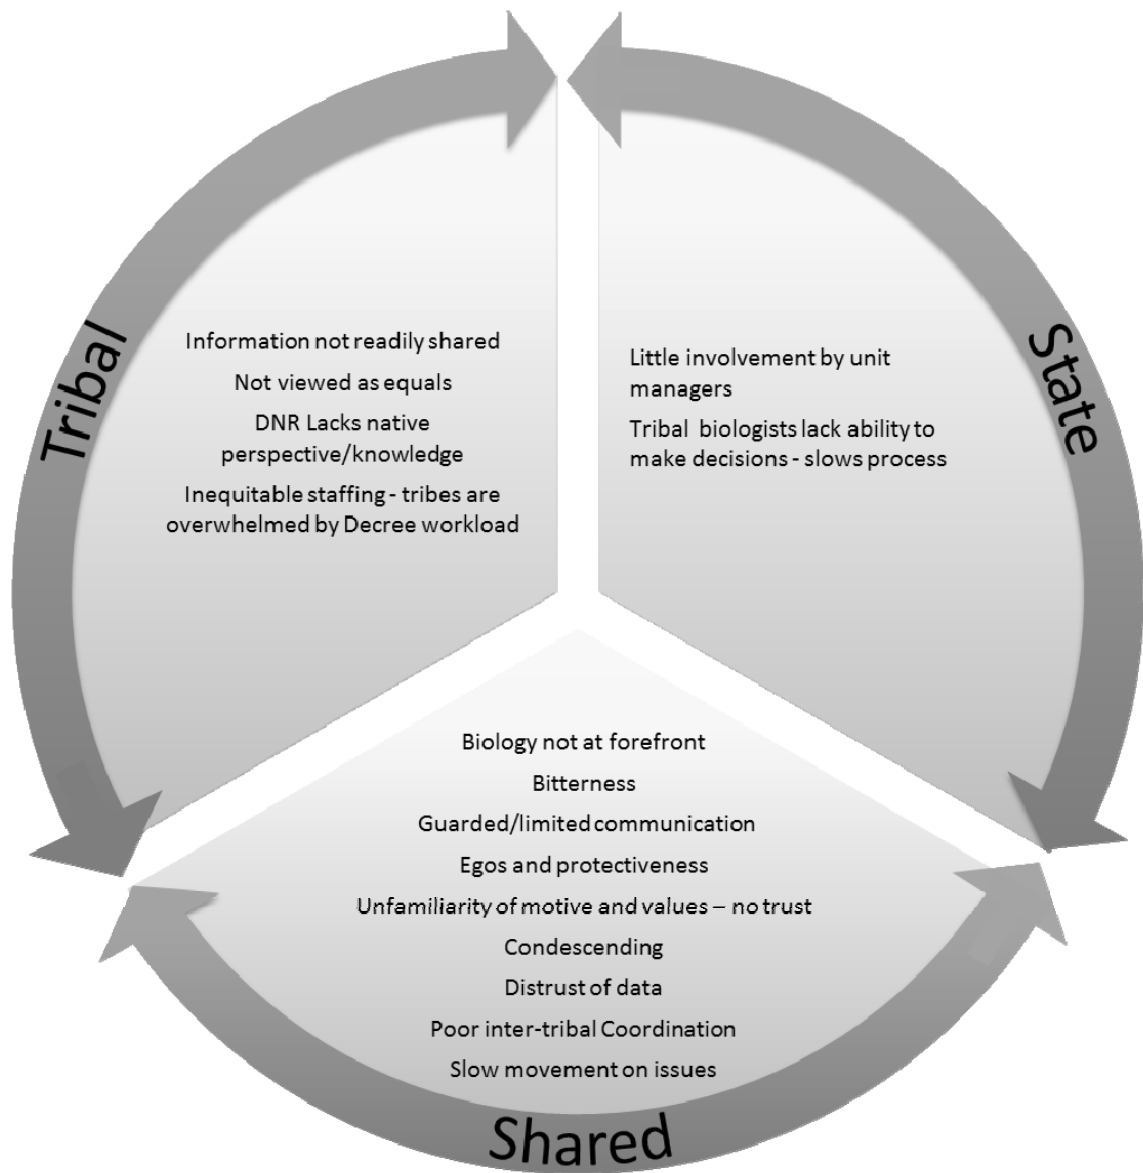 Tribal
Information not readily shared
Not viewed as equals
DNR Lacks native
perspective/knowledge
Inequitable staffing - tribes are
overwhelmed by Decree workload
State
Little involvement by unit
managers
Tribal biologists lack ability to
make decisions - slows process
Biology not at forefront
Bitterness
Guarded/limited communication
Egos and protectiveness
Unfamiliarity of motive and values – no trust
Condescending
Distrust of data
Poor inter-tribal Coordination
Slow movement on issues
Shared